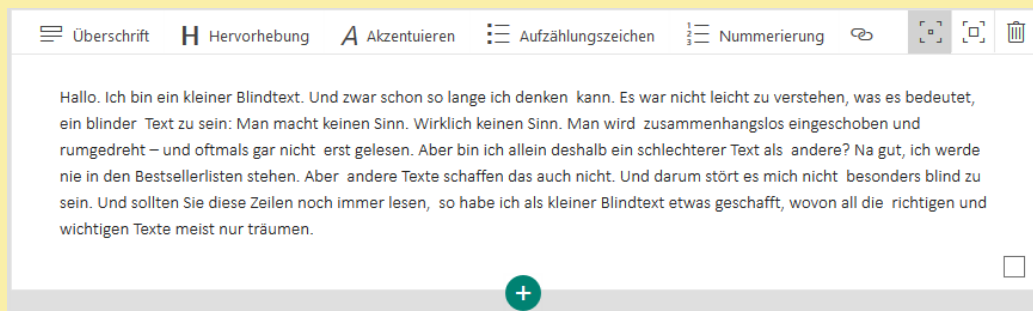 Überschrift H Hervorhebung A Akzentuieren Aufzählungszeichen 1 2 3 Nummerierung
Hallo. Ich bin ein kleiner Blindtext. Und zwar schon so lange ich denken kann. Es war nicht leicht zu verstehen, was es bedeutet,
ein blinder Text zu sein: Man macht keinen Sinn. Wirklich keinen Sinn. Man wird zusammenhangslos eingeschoben und
rumgedreht – und oftmals gar nicht erst gelesen. Aber bin ich allein deshalb ein schlechterer Text als andere? Na gut, ich werde
nie in den Bestsellerlisten stehen. Aber andere Texte schaffen das auch nicht. Und darum stört es mich nicht besonders blind zu
sein. Und sollten Sie diese Zeilen noch immer lesen, so habe ich als kleiner Blindtext etwas geschafft, wovon all die richtigen und
wichtigen Texte meist nur träumen.